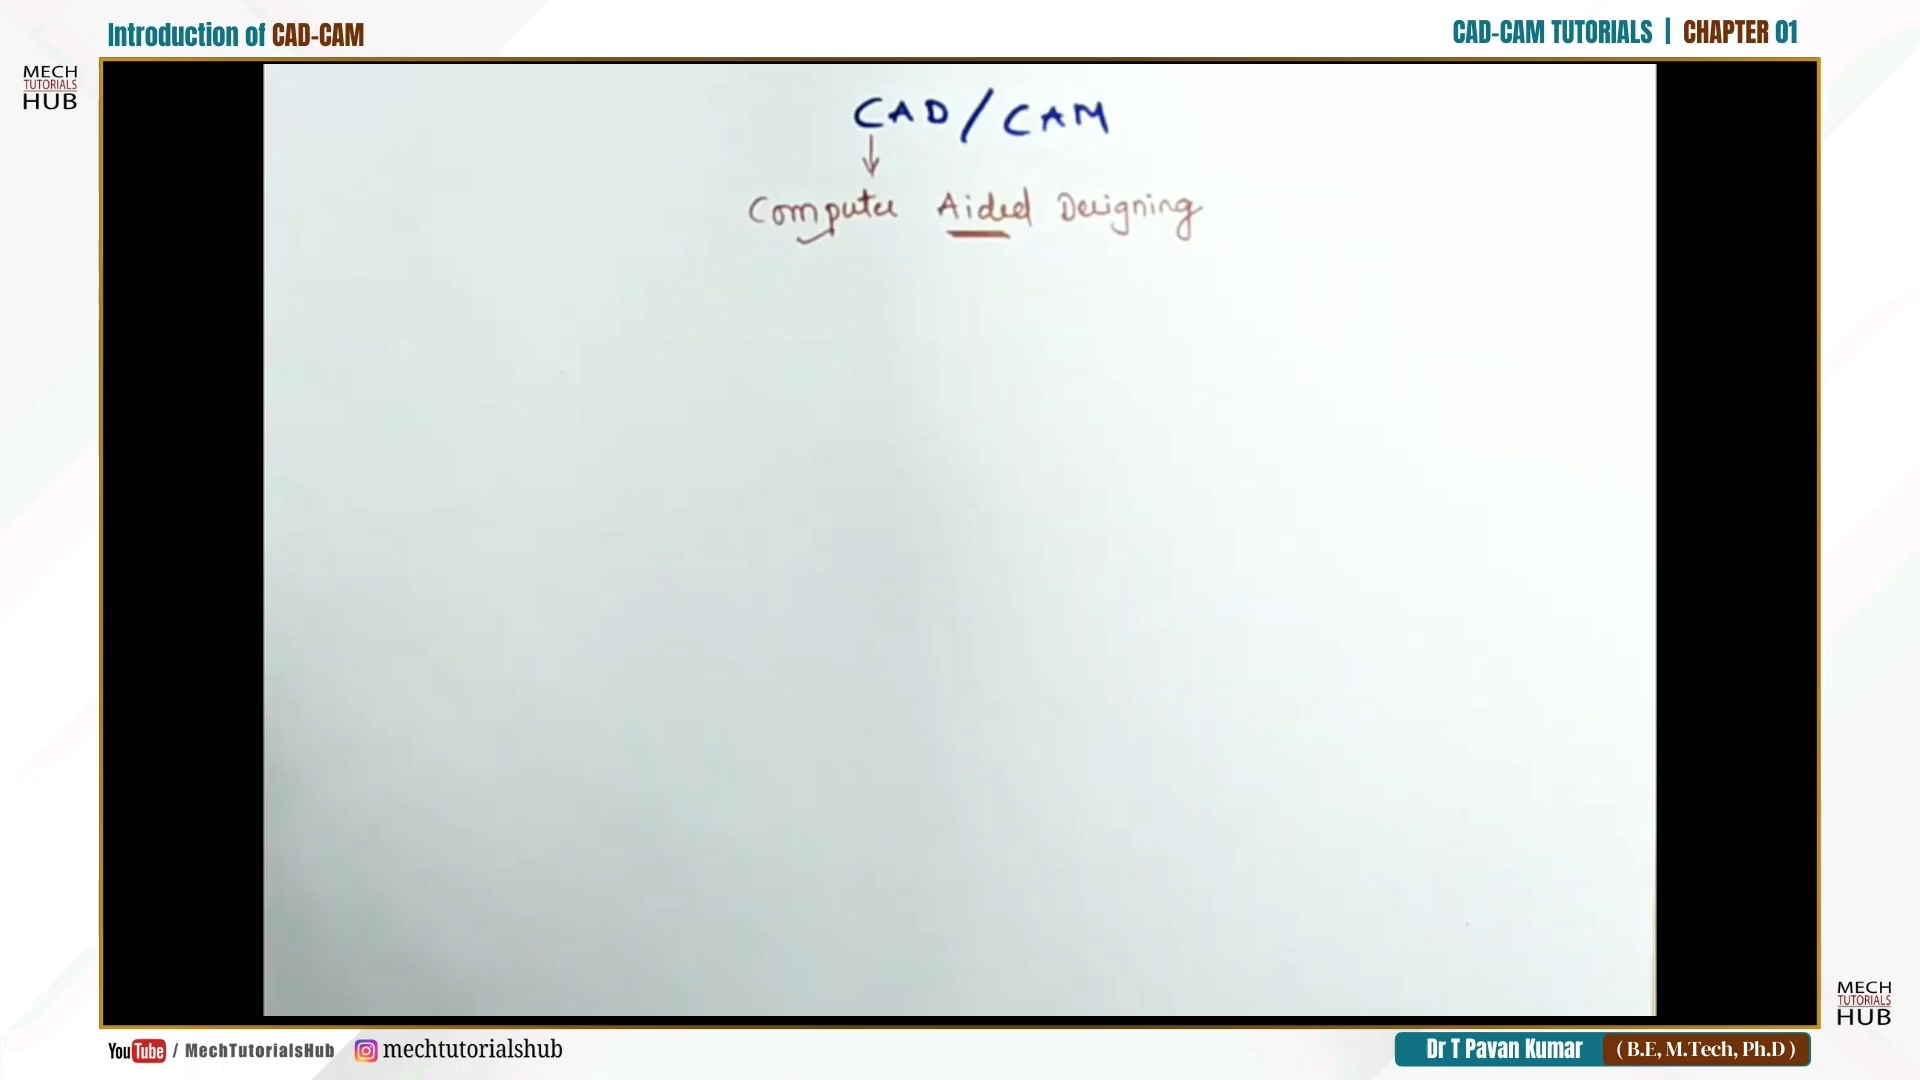 Introduction of CAD-CAM
CAD-CAM TUTORIALS | CHAPTER 01
MECH
TUTORIALS
HUB
CAD/CAM
Computer Aided Designing
MECH
TUTORIALS
HUB
YouTube / MechTutorialsHub
mechtutorialshub
Dr T Pavan Kumar
( B.E, M.Tech, Ph.D )